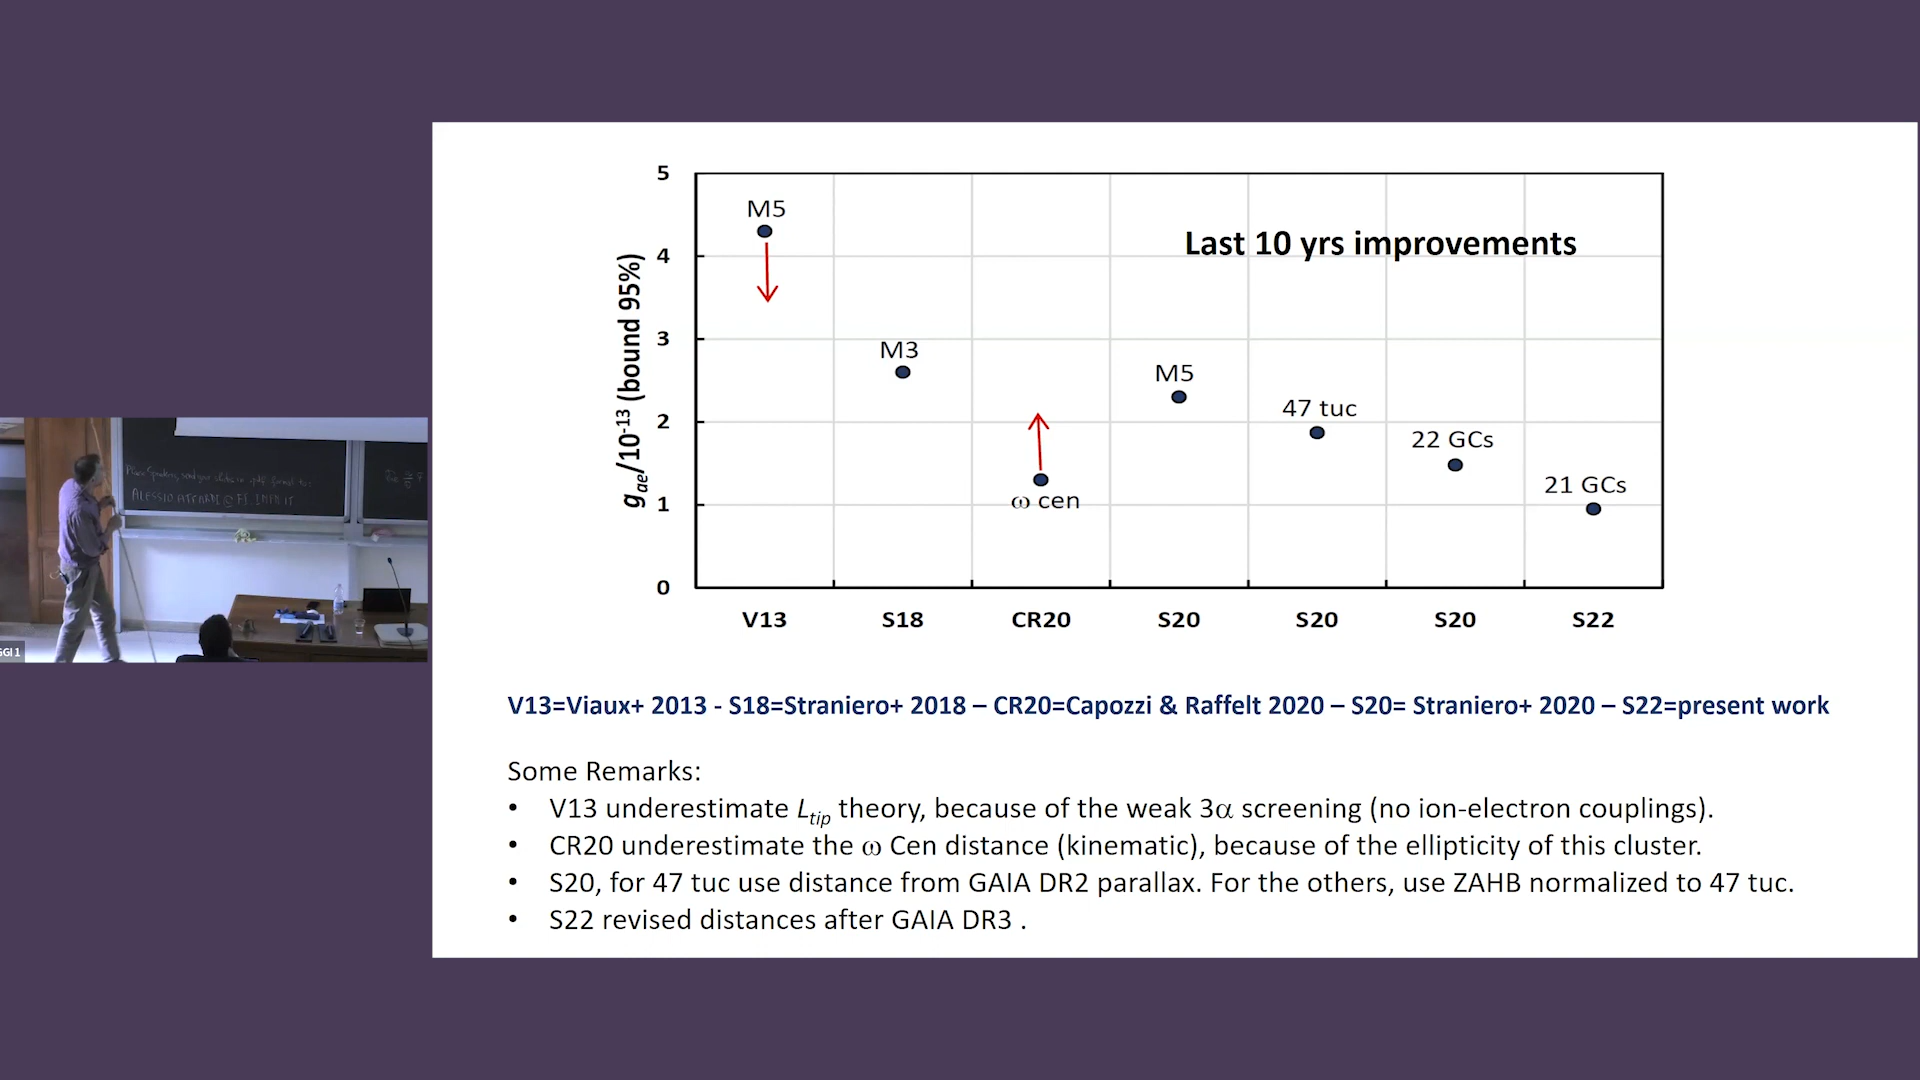 5
M5
Last 10 yrs improvements
4
3
M3
M5
47 tuc
2
22 GCs
21 GCs
ω cen
1
0
g_ae/10^-13 (bound 95%)
V13 S18 CR20 S20 S20 S20 S22
V13=Viaux+ 2013 - S18=Straniero+ 2018 – CR20=Capozzi & Raffelt 2020 – S20= Straniero+ 2020 – S22=present work
Some Remarks:
• V13 underestimate L_tip theory, because of the weak 3α screening (no ion-electron couplings).
• CR20 underestimate the ω Cen distance (kinematic), because of the ellipticity of this cluster.
• S20, for 47 tuc use distance from GAIA DR2 parallax. For the others, use ZAHB normalized to 47 tuc.
• S22 revised distances after GAIA DR3 .